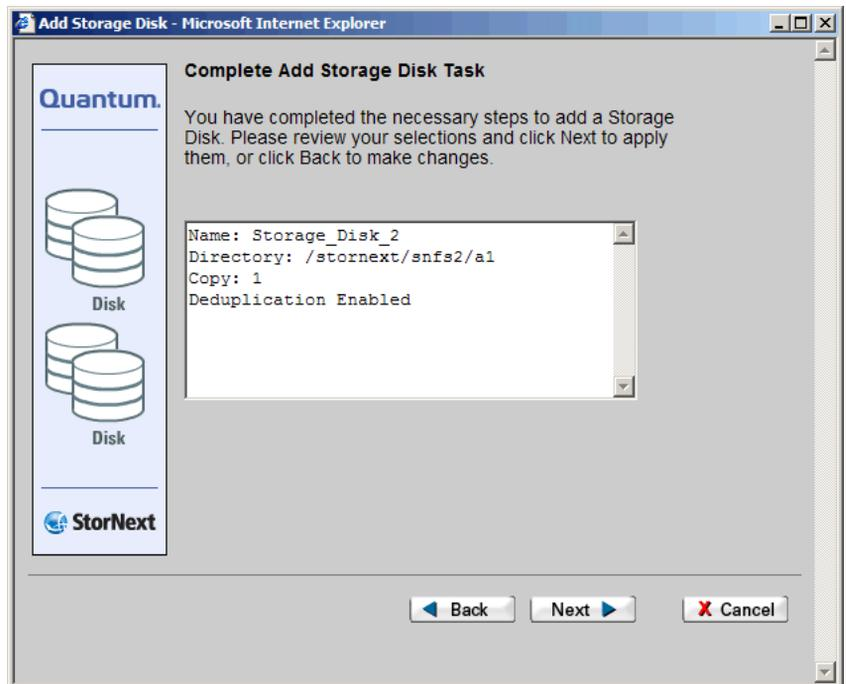 Add Storage Disk - Microsoft Internet Explorer
Quantum.
Disk
Disk
StorNext
Complete Add Storage Disk Task
You have completed the necessary steps to add a Storage
Disk. Please review your selections and click Next to apply
them, or click Back to make changes.
Name: Storage_Disk_2
Directory: /stornext/snfs2/a1
Copy: 1
Deduplication Enabled
Back
Next
X Cancel